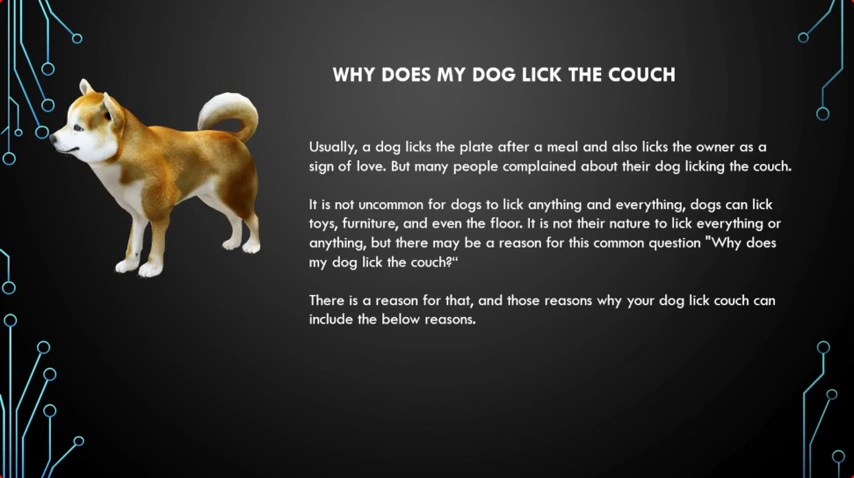 WHY DOES MY DOG LICK THE COUCH
Usually, a dog licks the plate after a meal and also licks the owner as a
sign of love. But many people complained about their dog licking the couch.
It is not uncommon for dogs to lick anything and everything, dogs can lick
toys, furniture, and even the floor. It is not their nature to lick everything or
anything, but there may be a reason for this common question "Why does
my dog lick the couch?“
There is a reason for that, and those reasons why your dog lick couch can
include the below reasons.